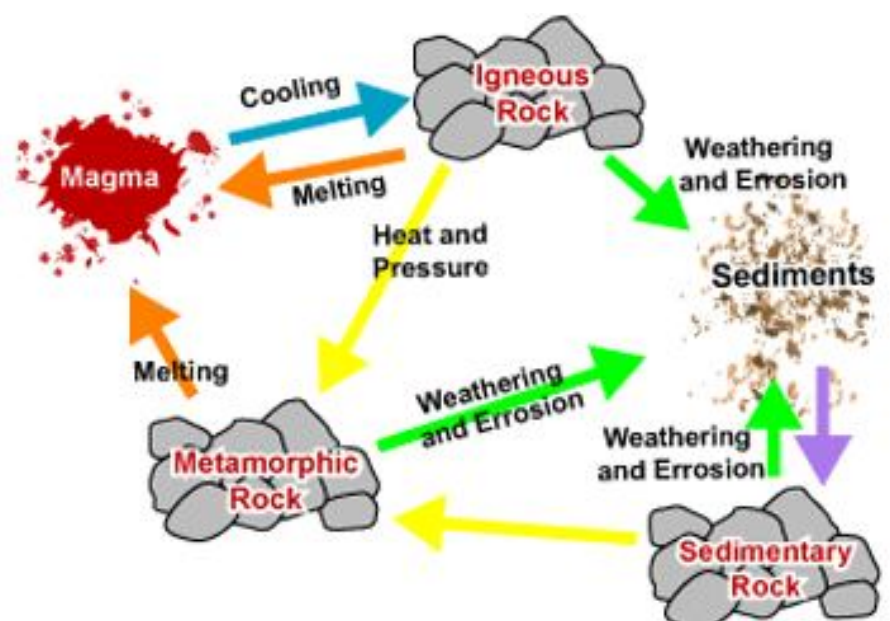 Cooling
Igneous
Rock
Weathering
and Errosion
Magma
Melting
Heat and
Pressure
Sediments
Melting
Weathering
and Errosion
Weathering
and Errosion
Metamorphic
Rock
Sedimentary
Rock